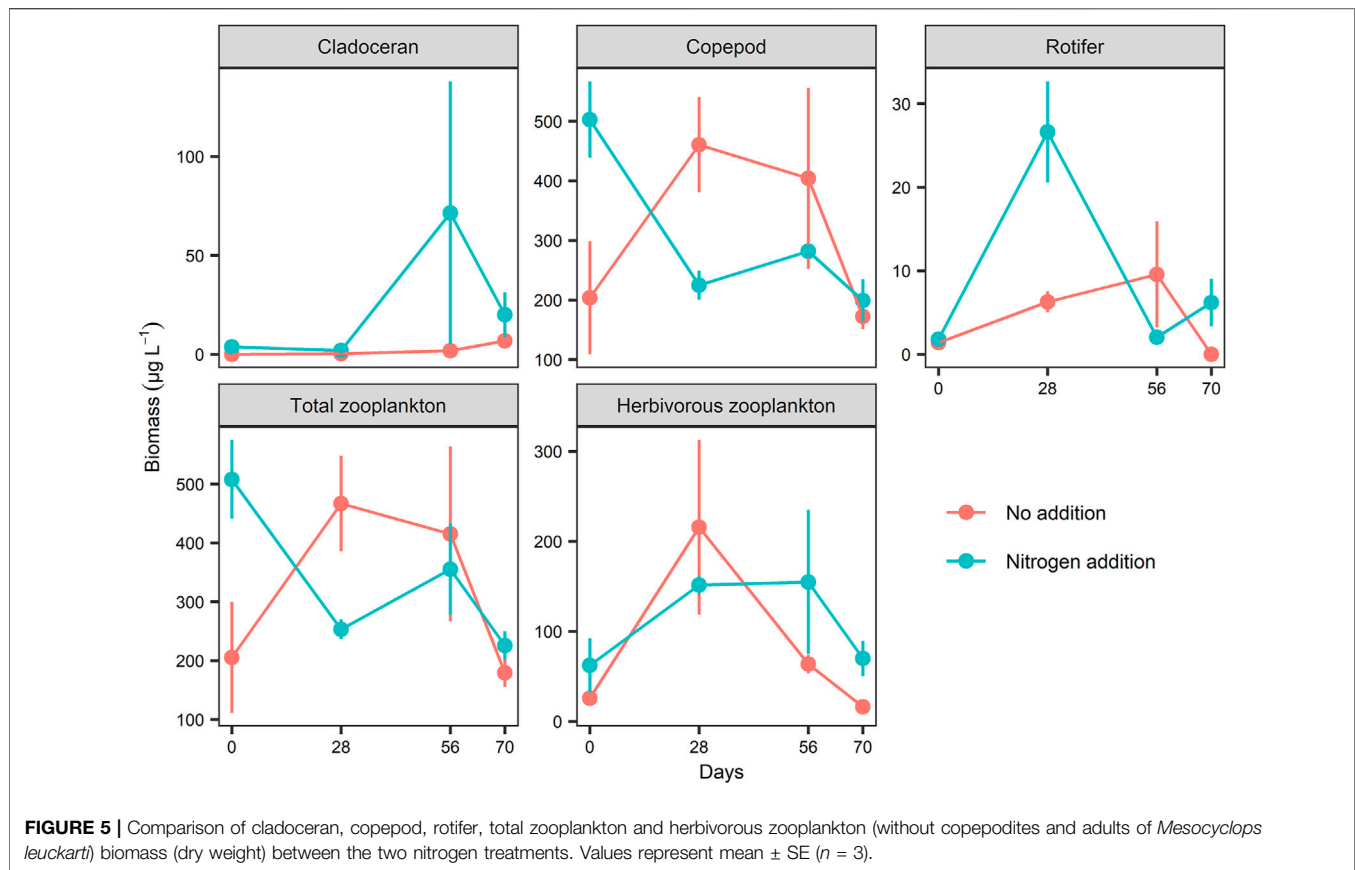 Cladoceran
Copepod
Rotifer
100
50
0
500
400
300
200
100
30
20
10
0
0 28 56 70
Total zooplankton
Herbivorous zooplankton
Biomass (µg L⁻¹)
500
400
300
200
100
0 28 56 70
300
200
100
0
0 28 56 70
Days
No addition
Nitrogen addition
FIGURE 5 | Comparison of cladoceran, copepod, rotifer, total zooplankton and herbivorous zooplankton (without copepodites and adults of Mesocyclops
leuckarti) biomass (dry weight) between the two nitrogen treatments. Values represent mean ± SE (n = 3).